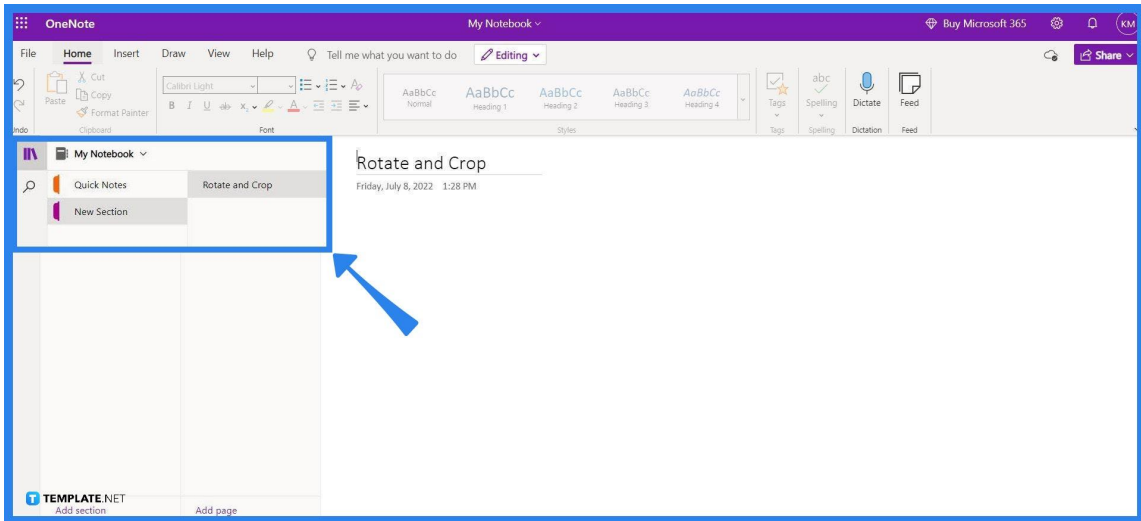 OneNote
My Notebook
Buy Microsoft 365
KM
File Home Insert Draw View Help Tell me what you want to do Editing Share
Undo
Paste
Cut
Copy
Format Painter
Clipboard
Calibri Light
B I U ab x₂ A
Font
AaBbCc Normal
AaBbCc Heading 1
AaBbCc Heading 2
AaBbCc Heading 3
AaBbCc Heading 4
Styles
Tags
Tags
abc
Spelling
Spelling
Dictate
Dictation
Feed
Feed
My Notebook
Quick Notes
New Section
Rotate and Crop
Rotate and Crop
Friday, July 8, 2022 1:28 PM
T TEMPLATE.NET
Add section Add page